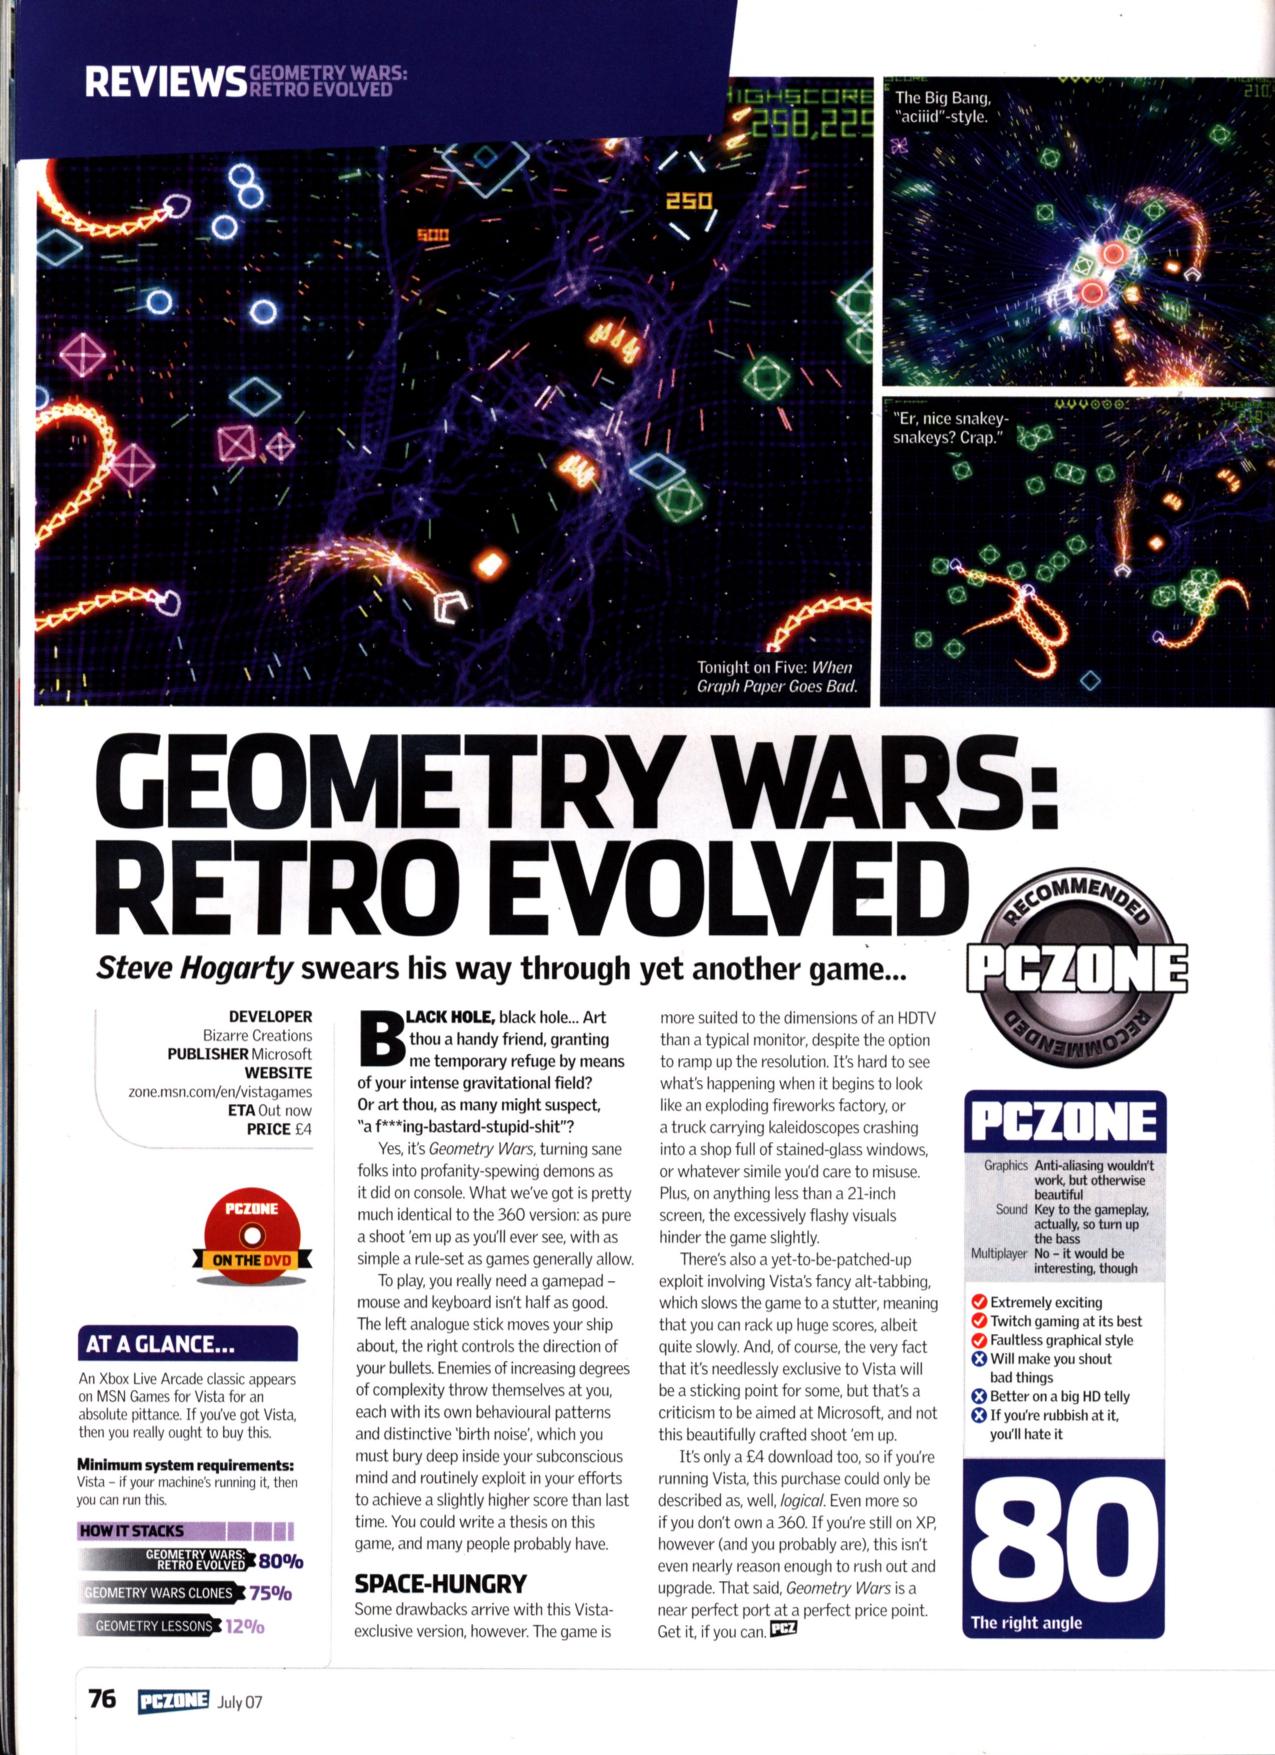 REVIEWS GEOMETRY WARS:
RETRO EVOLVED
HIGHSCORE
258,225
250
500
Tonight on Five: When
Graph Paper Goes Bad.
The Big Bang,
"aciiid"-style.
"Er, nice snakey-
snakeys? Crap."
GEOMETRY WARS:
RETRO EVOLVED
Steve Hogarty swears his way through yet another game...
RECOMMENDED
PCZONE
RECOMMENDED
DEVELOPER
Bizarre Creations
PUBLISHER Microsoft
WEBSITE
zone.msn.com/en/vistagames
ETA Out now
PRICE £4
PCZONE
ON THE DVD
AT A GLANCE...
An Xbox Live Arcade classic appears
on MSN Games for Vista for an
absolute pittance. If you've got Vista,
then you really ought to buy this.
Minimum system requirements:
Vista – if your machine's running it, then
you can run this.
HOW IT STACKS
GEOMETRY WARS:
RETRO EVOLVED 80%
GEOMETRY WARS CLONES 75%
GEOMETRY LESSONS 12%
BLACK HOLE, black hole... Art
thou a handy friend, granting
me temporary refuge by means
of your intense gravitational field?
Or art thou, as many might suspect,
"a f***ing-bastard-stupid-shit"?
Yes, it's Geometry Wars, turning sane
folks into profanity-spewing demons as
it did on console. What we've got is pretty
much identical to the 360 version: as pure
a shoot 'em up as you'll ever see, with as
simple a rule-set as games generally allow.
To play, you really need a gamepad –
mouse and keyboard isn't half as good.
The left analogue stick moves your ship
about, the right controls the direction of
your bullets. Enemies of increasing degrees
of complexity throw themselves at you,
each with its own behavioural patterns
and distinctive 'birth noise', which you
must bury deep inside your subconscious
mind and routinely exploit in your efforts
to achieve a slightly higher score than last
time. You could write a thesis on this
game, and many people probably have.
SPACE-HUNGRY
Some drawbacks arrive with this Vista-
exclusive version, however. The game is
more suited to the dimensions of an HDTV
than a typical monitor, despite the option
to ramp up the resolution. It's hard to see
what's happening when it begins to look
like an exploding fireworks factory, or
a truck carrying kaleidoscopes crashing
into a shop full of stained-glass windows,
or whatever simile you'd care to misuse.
Plus, on anything less than a 21-inch
screen, the excessively flashy visuals
hinder the game slightly.
There's also a yet-to-be-patched-up
exploit involving Vista's fancy alt-tabbing,
which slows the game to a stutter, meaning
that you can rack up huge scores, albeit
quite slowly. And, of course, the very fact
that it's needlessly exclusive to Vista will
be a sticking point for some, but that's a
criticism to be aimed at Microsoft, and not
this beautifully crafted shoot 'em up.
It's only a £4 download too, so if you're
running Vista, this purchase could only be
described as, well, logical. Even more so
if you don't own a 360. If you're still on XP,
however (and you probably are), this isn't
even nearly reason enough to rush out and
upgrade. That said, Geometry Wars is a
near perfect port at a perfect price point.
Get it, if you can. PCZ
PCZONE
Graphics Anti-aliasing wouldn't
work, but otherwise
beautiful
Sound Key to the gameplay,
actually, so turn up
the bass
Multiplayer No – it would be
interesting, though
Extremely exciting
Twitch gaming at its best
Faultless graphical style
Will make you shout
bad things
Better on a big HD telly
If you're rubbish at it,
you'll hate it
80
The right angle
76 PCZONE July 07